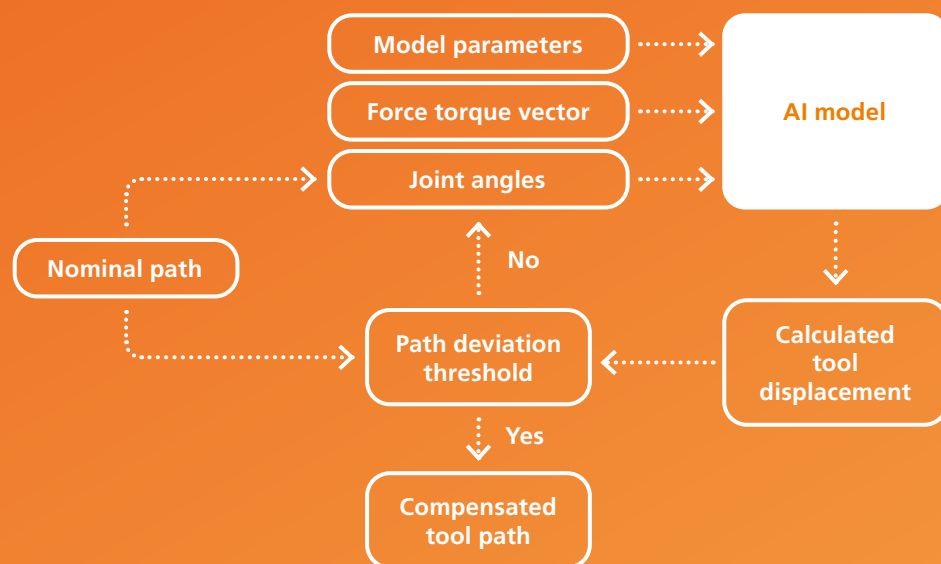 Model parameters
Force torque vector
AI model
Joint angles
No
Nominal path
Path deviation
threshold
Calculated
tool
displacement
Yes
Compensated
tool path